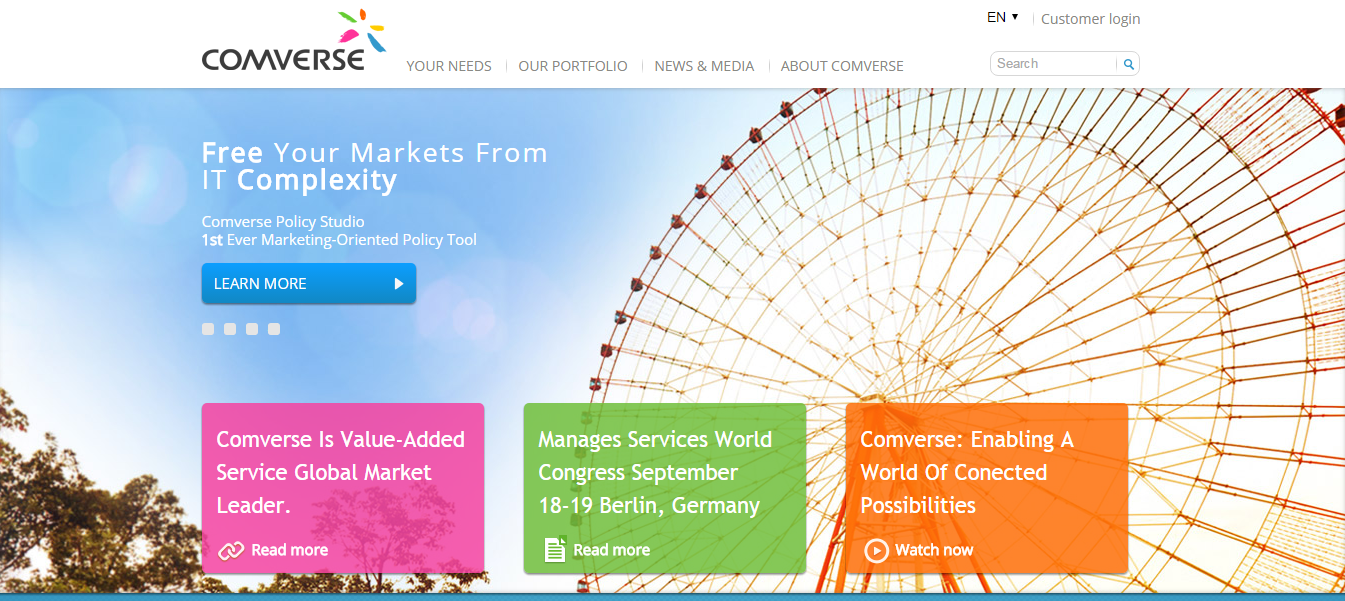 COMVERSE
EN ▼
Customer login
YOUR NEEDS
OUR PORTFOLIO
NEWS & MEDIA
ABOUT COMVERSE
Search
Free Your Markets From
IT Complexity
Comverse Policy Studio
1st Ever Marketing-Oriented Policy Tool
LEARN MORE
Comverse Is Value-Added
Service Global Market
Leader.
Read more
Manages Services World
Congress September
18-19 Berlin, Germany
Read more
Comverse: Enabling A
World Of Conected
Possibilities
Watch now